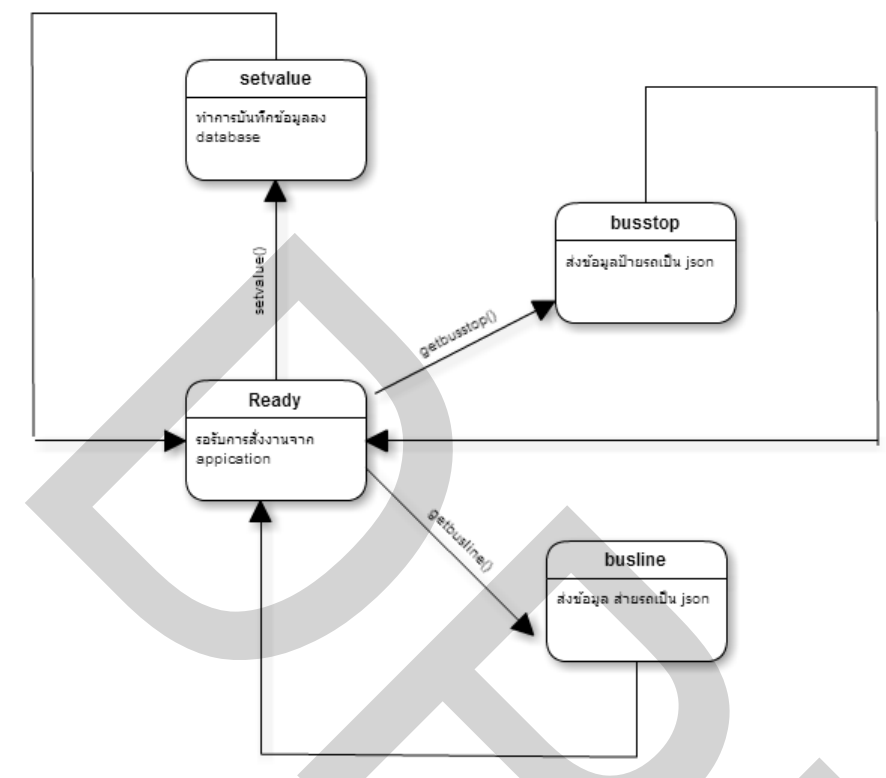 setvalue
ทำการบันทึกข้อมูลลง
database
busstop
ส่งข้อมูลป้ายรถเป็น json
setvalue()
getbusstop()
Ready
รอรับการสั่งงานจาก
appication
getbusline()
busline
ส่งข้อมูล สายรถเป็น json